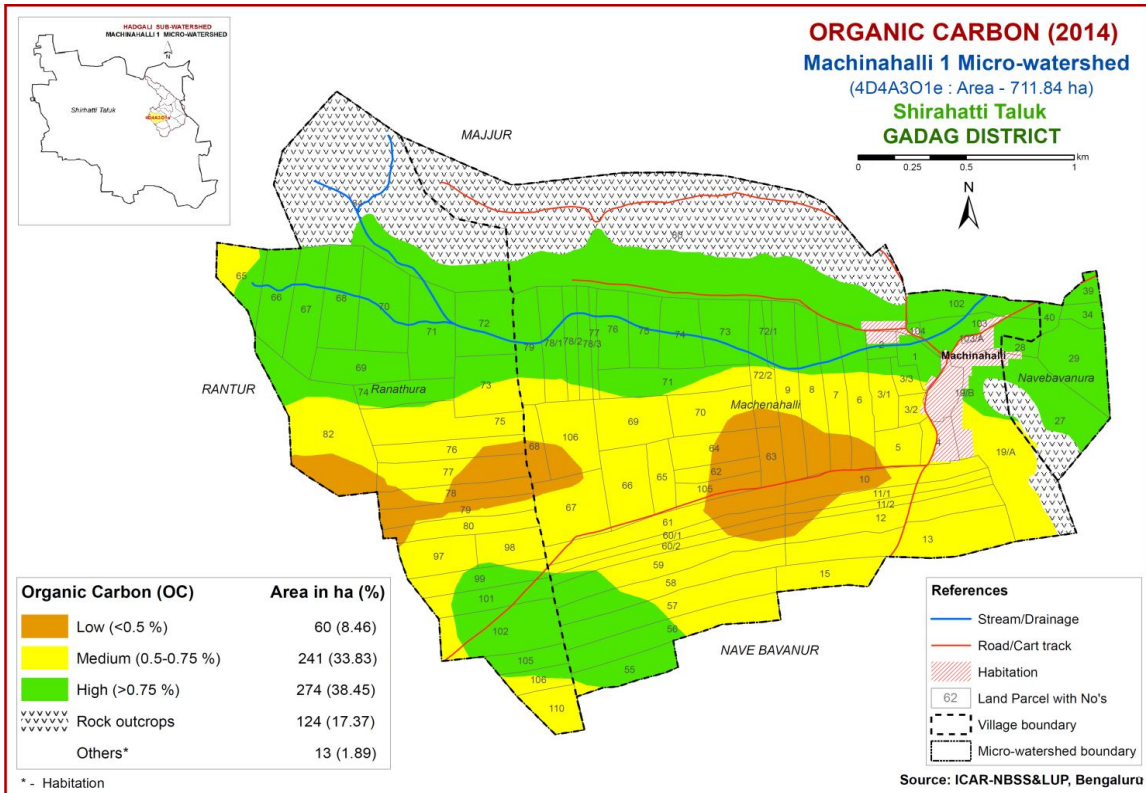 HADGALI SUB-WATERSHED
MACHINAHALLI 1 MICRO-WATERSHED
N
Shirhatti Taluk
4D4A3O1e
ORGANIC CARBON (2014)
Machinahalli 1 Micro-watershed
(4D4A3O1e : Area - 711.84 ha)
Shirahatti Taluk
GADAG DISTRICT
km
0 0.25 0.5 1
N
MAJJUR
84
68
65
66
67
68
70
71
72
79
78/1
78/2
78/3
77
76
75
74
73
72/1
2
104
102
103
103/A
40
39
34
28
29
27
1
Machinahalli
Navebavanura
RANTUR
69
Ranathura
74
73
71
72/2
Machenahalli
9
8
7
6
3/1
3/2
3/3
19/B
4
5
19/A
82
75
76
77
78
79
80
68
106
69
70
64
63
62
105
65
66
67
10
11/1
11/2
12
13
15
61
60/1
60/2
59
58
57
56
55
97
98
99
101
102
105
106
110
NAVE BAVANUR
Organic Carbon (OC) Area in ha (%)
Low (<0.5 %) 60 (8.46)
Medium (0.5-0.75 %) 241 (33.83)
High (>0.75 %) 274 (38.45)
Rock outcrops 124 (17.37)
Others* 13 (1.89)
* - Habitation
References
Stream/Drainage
Road/Cart track
Habitation
62 Land Parcel with No's
Village boundary
Micro-watershed boundary
Source: ICAR-NBSS&LUP, Bengaluru